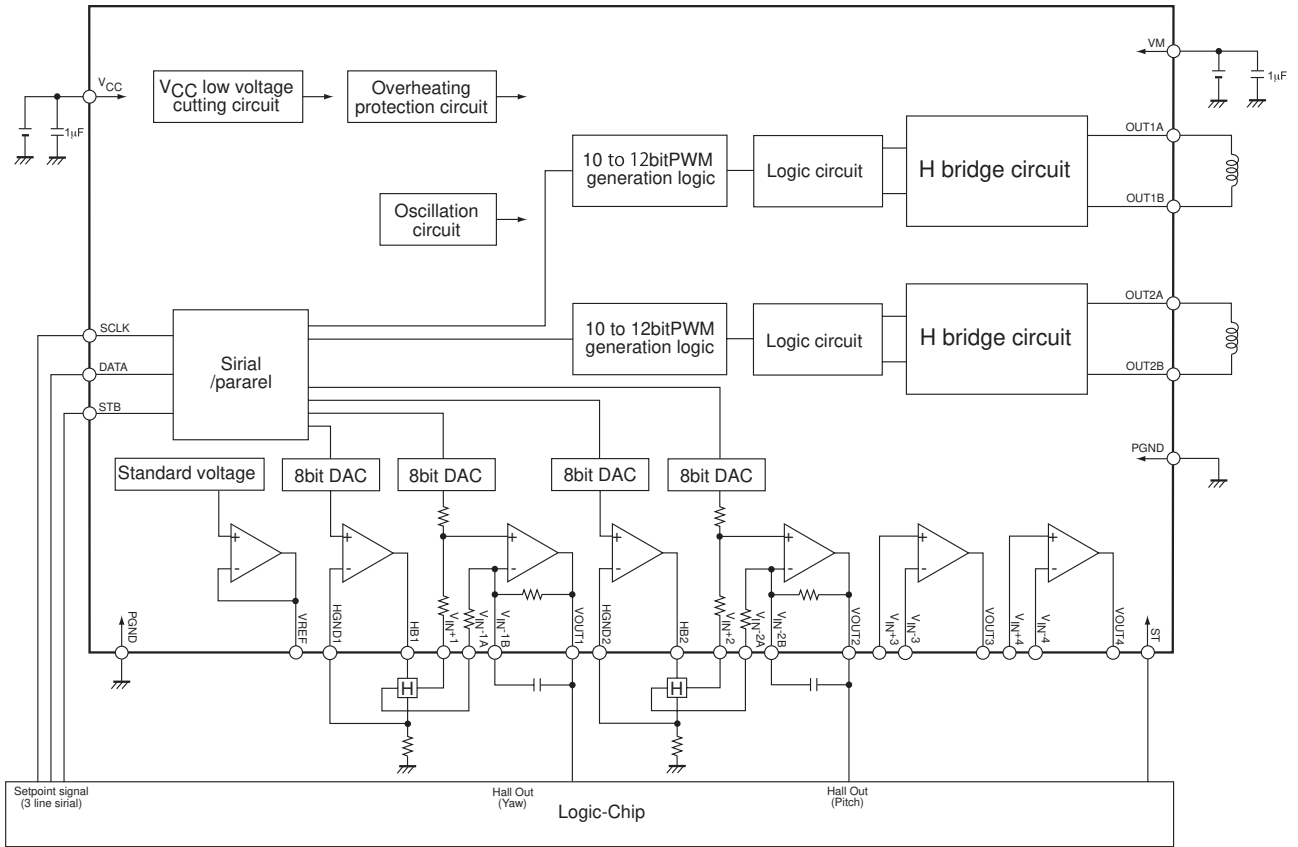 VM
VCC
VCC low voltage
cutting circuit
Overheating
protection circuit
1μF
1μF
OUT1A
10 to 12bitPWM
generation logic
Logic circuit
H bridge circuit
OUT1B
Oscillation
circuit
OUT2A
SCLK
10 to 12bitPWM
generation logic
Logic circuit
H bridge circuit
Sirial
/pararel
DATA
OUT2B
STB
PGND
Standard voltage
8bit DAC
8bit DAC
8bit DAC
8bit DAC
+
-
+
-
+
-
+
-
+
-
+
-
+
-
PGND
VREF
HGND1
HB1
VIN+1
VIN-1A
VIN-1B
VOUT1
HGND2
HB2
VIN+2
VIN-2A
VIN-2B
VOUT2
VIN+3
VIN-3
VOUT3
VIN+4
VIN-4
VOUT4
ST
H
H
Setpoint signal
(3 line sirial)
Hall Out
(Yaw)
Hall Out
(Pitch)
Logic-Chip